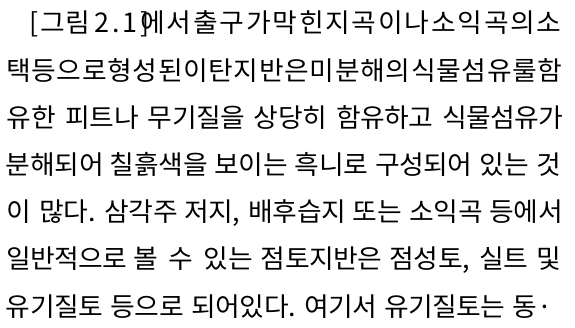 [그림 2.1]에서 출구가 막힌 지곡이나 소익곡의 소
택 등으로 형성된 이탄지반은 미분해의 식물섬유룰 함
유한 피트나 무기질을 상당히 함유하고 식물섬유가
분해되어 칠흙색을 보이는 흑니로 구성되어 있는 것
이 많다. 삼각주 저지, 배후습지 또는 소익곡 등에서
일반적으로 볼 수 있는 점토지반은 점성토, 실트 및
유기질토 등으로 되어있다. 여기서 유기질토는 동·